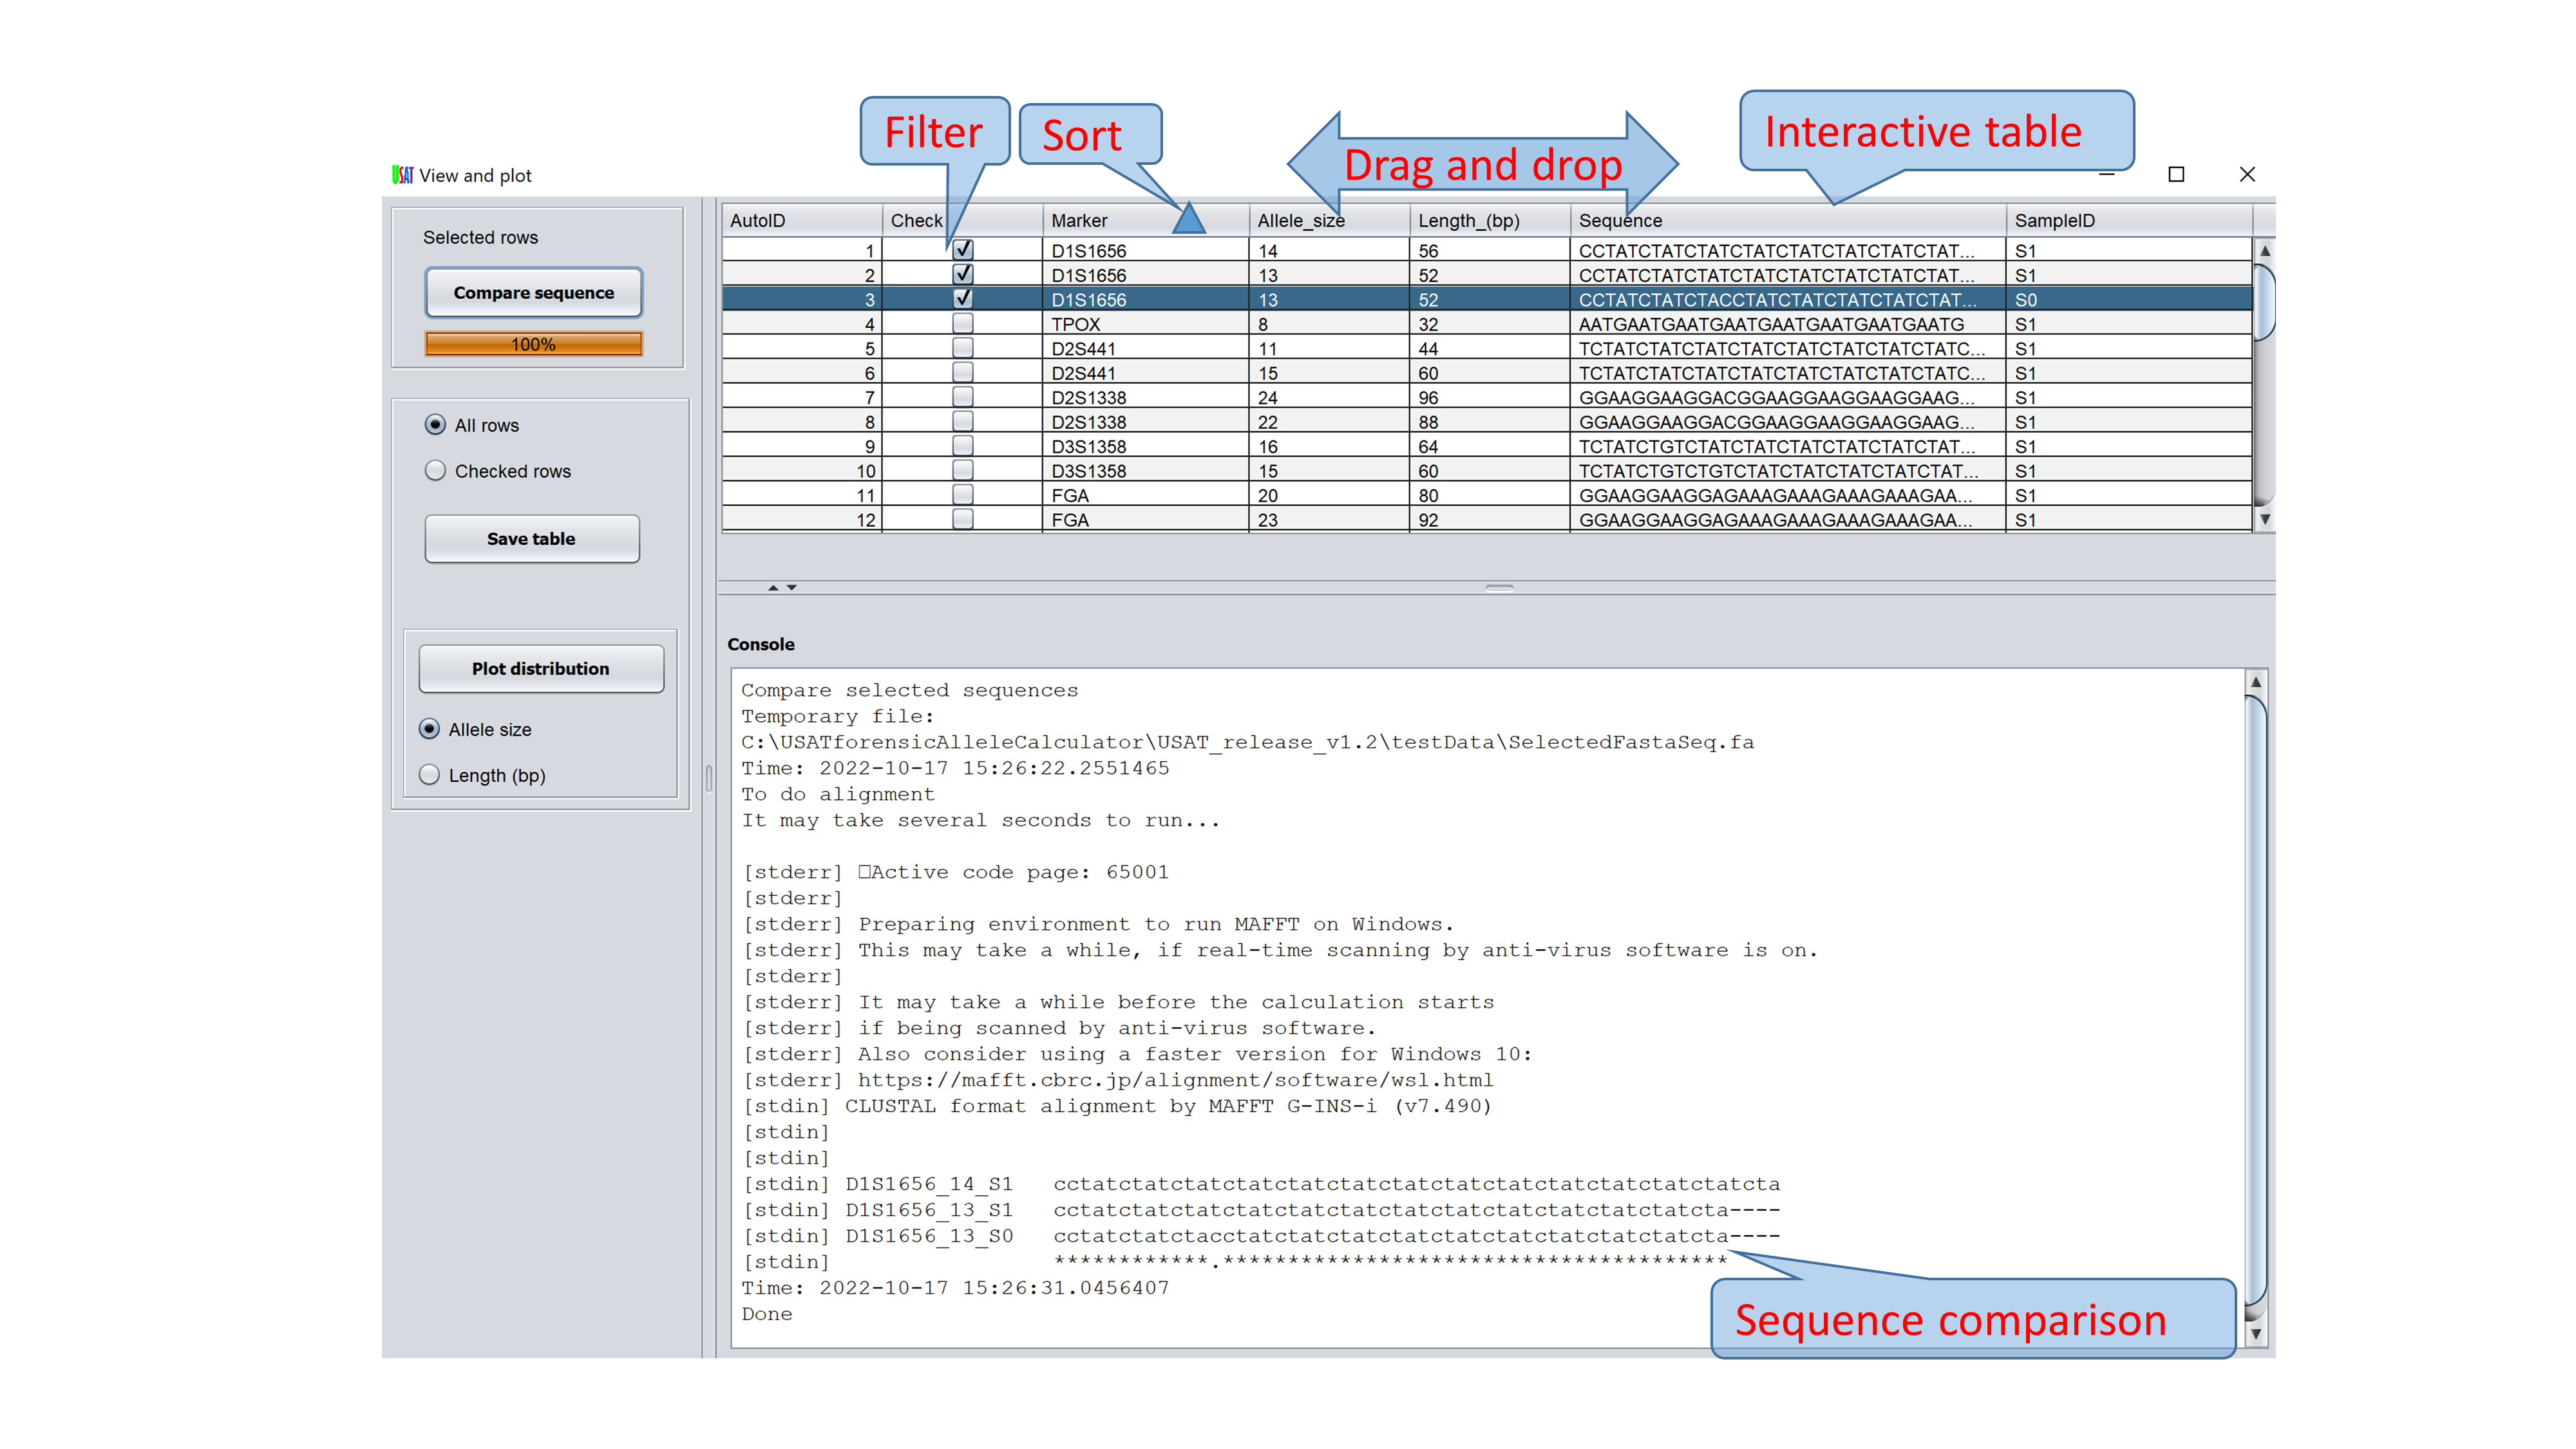 Filter
Sort
Drag and drop
Interactive table
USAT View and plot
Selected rows
Compare sequence
100%
All rows
Checked rows
Save table
Plot distribution
Allele size
Length (bp)
AutoID Check Marker Allele_size Length_(bp) Sequence SampleID
1 D1S1656 14 56 CCTATCTATCTATCTATCTATCTATCTATCTAT... S1
2 D1S1656 13 52 CCTATCTATCTATCTATCTATCTATCTATCTAT... S1
3 D1S1656 13 52 CCTATCTATCTACCTATCTATCTATCTATCTAT... S0
4 TPOX 8 32 AATGAATGAATGAATGAATGAATGAATGAATG S1
5 D2S441 11 44 TCTATCTATCTATCTATCTATCTATCTATCTATC... S1
6 D2S441 15 60 TCTATCTATCTATCTATCTATCTATCTATCTATC... S1
7 D2S1338 24 96 GGAAGGAAGGACGGAAGGAAGGAAGGAAG... S1
8 D2S1338 22 88 GGAAGGAAGGACGGAAGGAAGGAAGGAAG... S1
9 D3S1358 16 64 TCTATCTGTCTATCTATCTATCTATCTATCTAT... S1
10 D3S1358 15 60 TCTATCTGTCTGTCTATCTATCTATCTATCTAT... S1
11 FGA 20 80 GGAAGGAAGGAGAAAGAAAGAAAGAAAGAA... S1
12 FGA 23 92 GGAAGGAAGGAGAAAGAAAGAAAGAAAGAA... S1
Console
Compare selected sequences
Temporary file:
C:\USATforensicAlleleCalculator\USAT_release_v1.2\testData\SelectedFastaSeq.fa
Time: 2022-10-17 15:26:22.2551465
To do alignment
It may take several seconds to run...
[stderr] □Active code page: 65001
[stderr]
[stderr] Preparing environment to run MAFFT on Windows.
[stderr] This may take a while, if real-time scanning by anti-virus software is on.
[stderr]
[stderr] It may take a while before the calculation starts
[stderr] if being scanned by anti-virus software.
[stderr] Also consider using a faster version for Windows 10:
[stderr] https://mafft.cbrc.jp/alignment/software/wsl.html
[stdin] CLUSTAL format alignment by MAFFT G-INS-i (v7.490)
[stdin]
[stdin]
[stdin] D1S1656_14_S1 cctatctatctatctatctatctatctatctatctatctatctatctatctatcta
[stdin] D1S1656_13_S1 cctatctatctatctatctatctatctatctatctatctatctatctatcta----
[stdin] D1S1656_13_S0 cctatctatctacctatctatctatctatctatctatctatctatctatcta----
[stdin] ************.***************************************
Time: 2022-10-17 15:26:31.0456407
Done
Sequence comparison